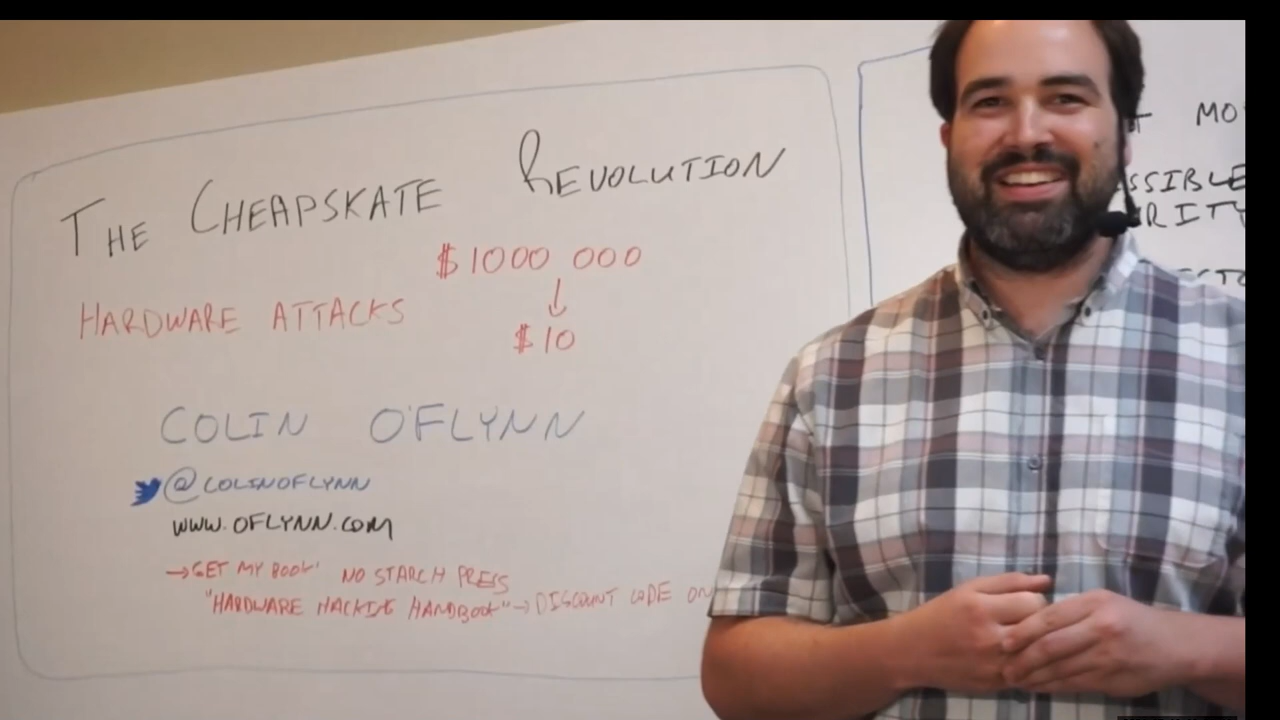 THE CHEAPSKATE REVOLUTION
HARDWARE ATTACKS
$1000 000
↓
$10
COLIN O'FLYNN
@COLINOFLYNN
WWW.OFLYNN.COM
→GET MY BOOK NO STARCH PRESS
"HARDWARE HACKING HANDBOOK"→DISCOUNT CODE ON
MO
SSIBLE
RITY